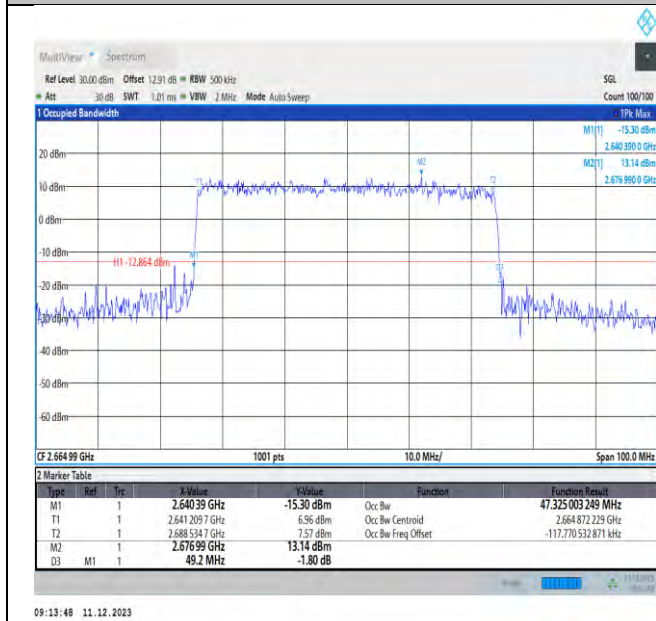 MultiView Spectrum
Ref Level 30.00 dBm Offset 12.91 dB RBW 500 kHz SGL
Att 30 dB SWT 1.01 ms VBW 2 MHz Mode Auto Sweep Count 100/100
1 Occupied Bandwidth 1Pk Max
M1[1] -15.30 dBm
2.640 390 0 GHz
M2[1] 13.14 dBm
2.676 990 0 GHz
20 dBm
M2
T1 T2
10 dBm
0 dBm
-10 dBm
M1
H1 -12.864 dBm
D3
-20 dBm
-30 dBm
-40 dBm
-50 dBm
-60 dBm
CF 2.664 99 GHz 1001 pts 10.0 MHz/ Span 100.0 MHz
2 Marker Table
Type Ref Trc X-Value Y-Value Function Function Result
M1 1 2.640 39 GHz -15.30 dBm Occ Bw 47.325 003 249 MHz
T1 1 2.641 209 7 GHz 6.96 dBm Occ Bw Centroid 2.664 872 229 GHz
T2 1 2.688 534 7 GHz 7.57 dBm Occ Bw Freq Offset -117.770 532 871 kHz
M2 1 2.676 99 GHz 13.14 dBm
D3 M1 1 49.2 MHz -1.80 dB
09:13:48 11.12.2023